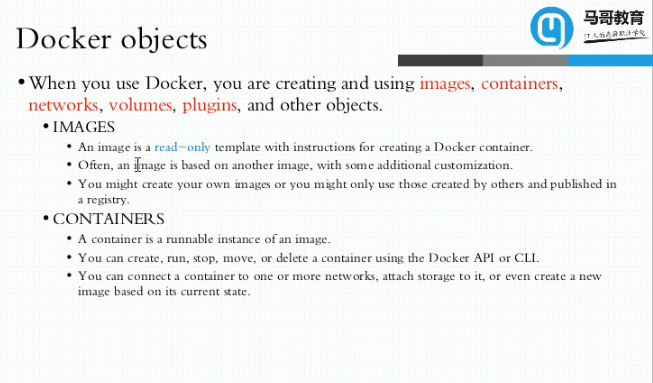 马哥教育
IT人的高薪职业学院
Docker objects
• When you use Docker, you are creating and using images, containers,
networks, volumes, plugins, and other objects.
• IMAGES
• An image is a read-only template with instructions for creating a Docker container.
• Often, an image is based on another image, with some additional customization.
• You might create your own images or you might only use those created by others and published in
a registry.
• CONTAINERS
• A container is a runnable instance of an image.
• You can create, run, stop, move, or delete a container using the Docker API or CLI.
• You can connect a container to one or more networks, attach storage to it, or even create a new
image based on its current state.